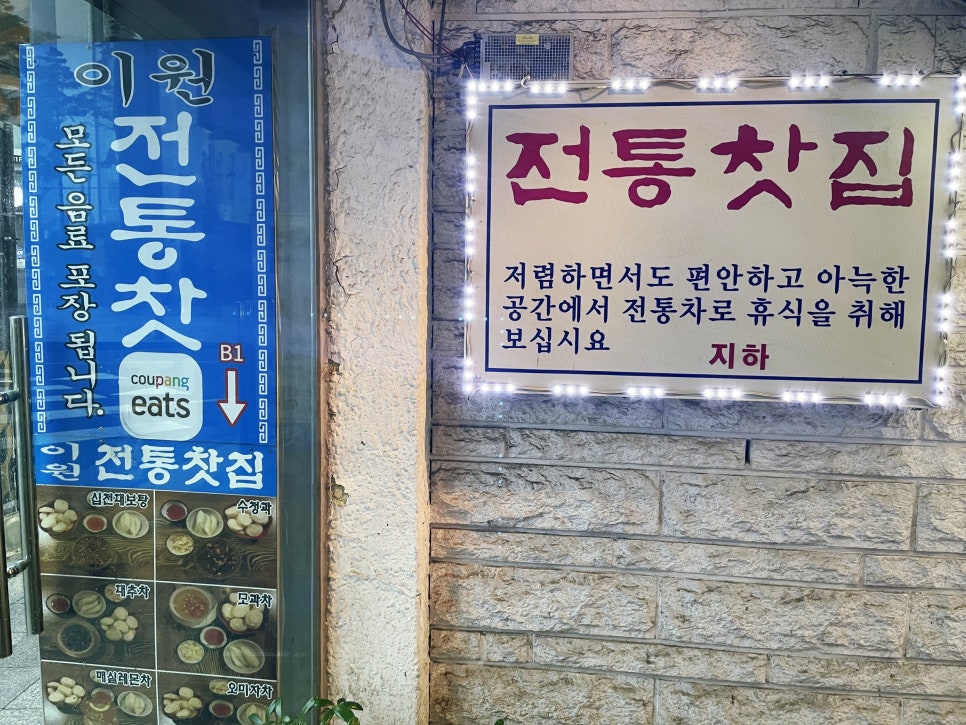 이원
전통찻
모든 음료 포장 됩니다.
B1
coupang
eats
이원 전통찻집
십전대보탕
수정과
대추차
모과차
매실레몬차
오미자차
전통찻집
저렴하면서도 편안하고 아늑한
공간에서 전통차로 휴식을 취해
보십시요
지하